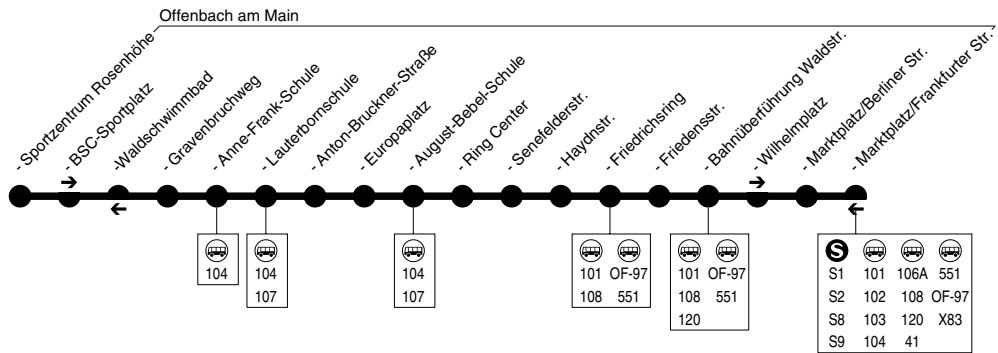 Offenbach am Main
- Sportzentrum Rosenhöhe
- BSC-Sportplatz
- Waldschwimmbad
- Gravenbruchweg
- Anne-Frank-Schule
- Lauterbornschule
- Anton-Bruckner-Straße
- Europaplatz
- August-Bebel-Schule
- Ring Center
- Senefelderstr.
- Haydnstr.
- Friedrichsring
- Friedensstr.
- Bahnüberführung Waldstr.
- Wilhelmplatz
- Marktplatz/Berliner Str.
- Marktplatz/Frankfurter Str.
104
104
107
104
107
101 OF-97
108 551
101 OF-97
108 551
120
S
S1 101 106A 551
S2 102 108 OF-97
S8 103 120 X83
S9 104 41